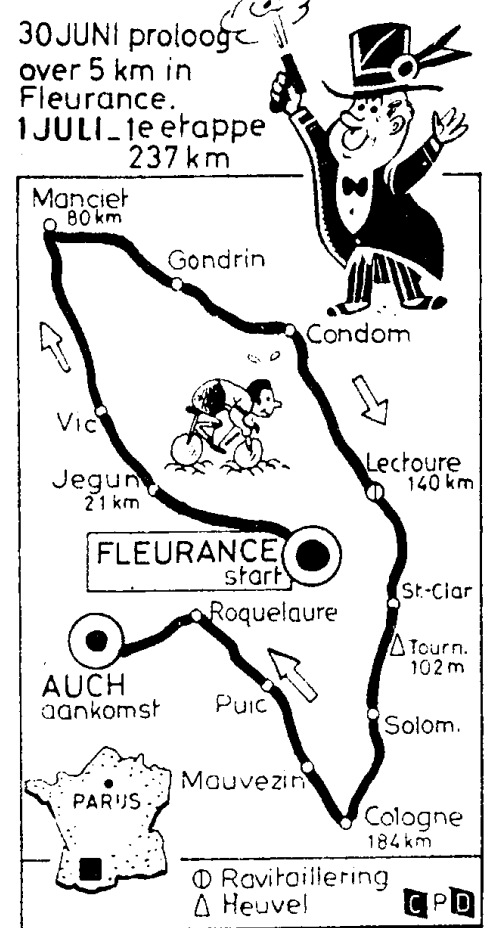 30 JUNI proloog
over 5 km in
Fleurance.
1 JULI_1e etappe
237 km
Manciet
80 km
Gondrin
Condom
Vic
Lectoure
140 km
Jegun
21 km
FLEURANCE
start
St.-Clar
Roquelaure
Tourn.
102 m
AUCH
aankomst
Puic
Solom.
Mauvezin
PARIJS
Cologne
184 km
Ravitaillering
Heuvel
CPD